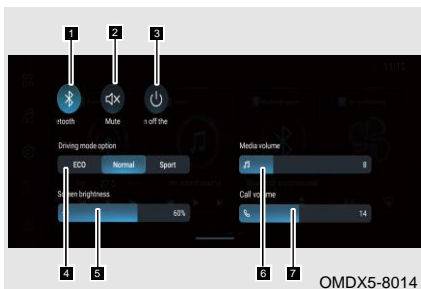 1 2 3
11:15
etooth Mute n off the
Driving mode option Media volume
ECO Normal Sport 8
Screen brightness Call volume
60% 14
4 5 6 7
OMDX5-8014